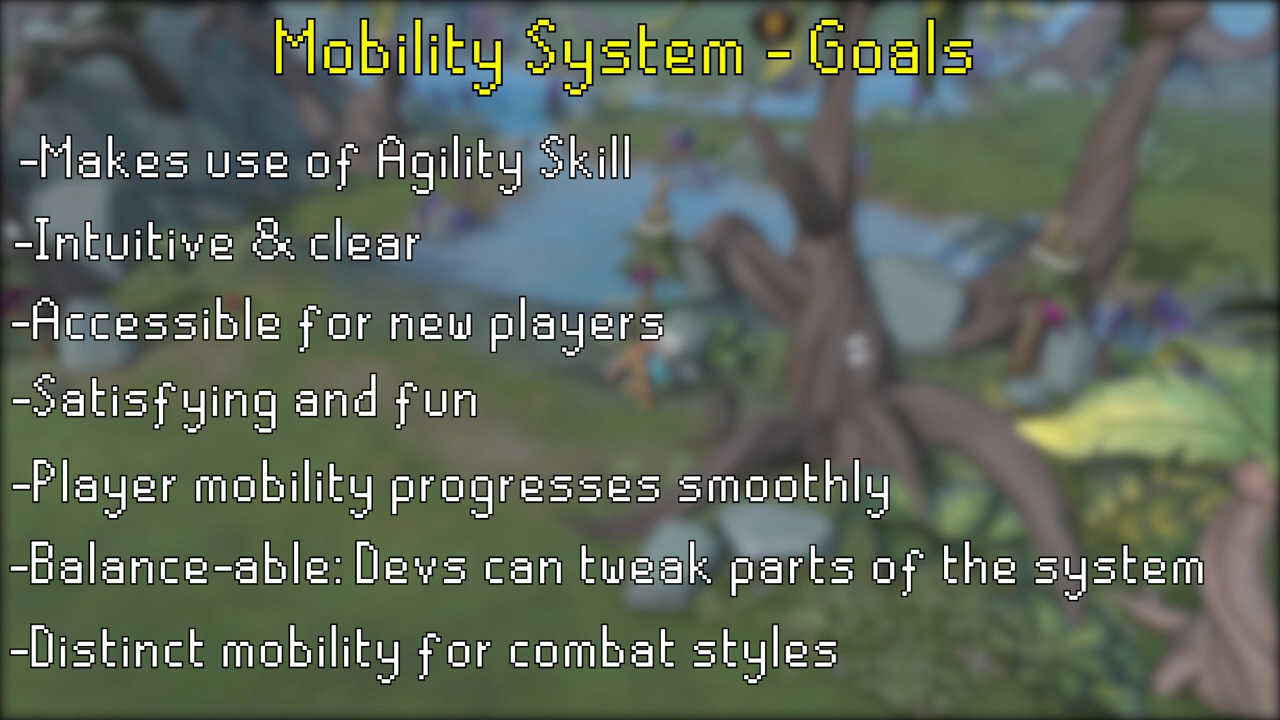 Mobility System - Goals
-Makes use of Agility Skill
-Intuitive & clear
-Accessible for new players
-Satisfying and fun
-Player mobility progresses smoothly
-Balance-able: Devs can tweak parts of the system
-Distinct mobility for combat styles